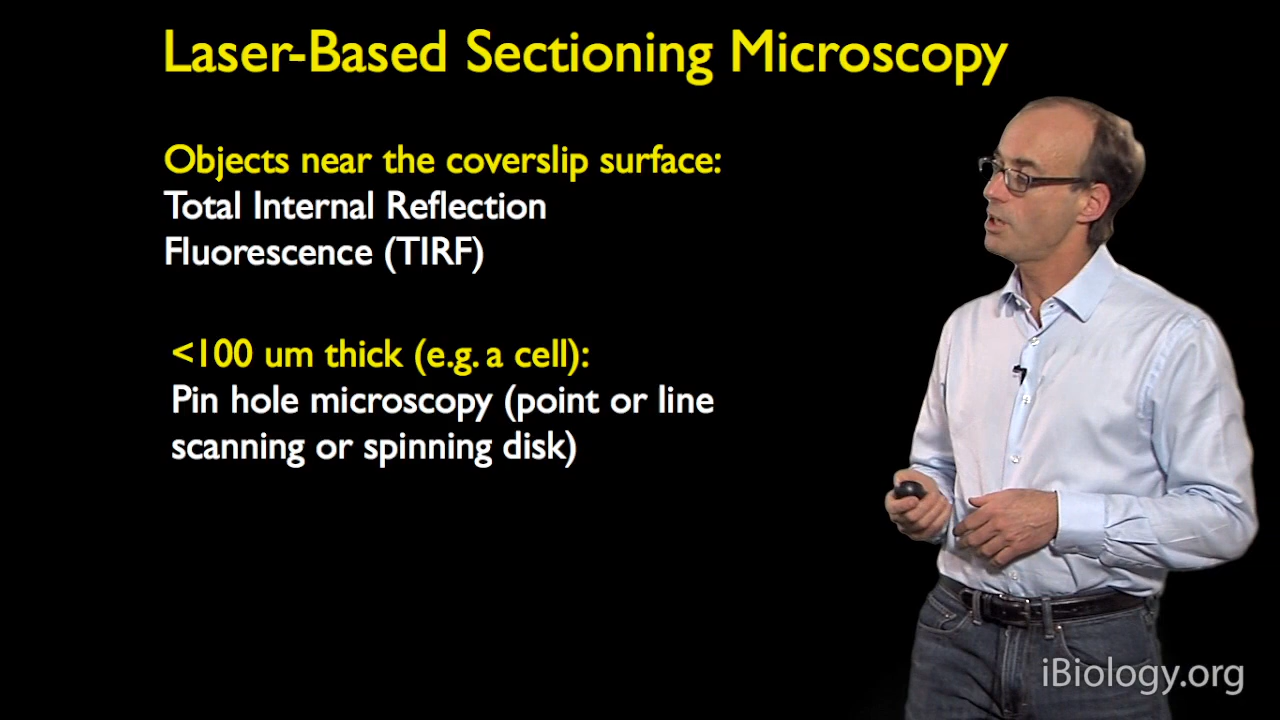 Laser-Based Sectioning Microscopy
Objects near the coverslip surface:
Total Internal Reflection
Fluorescence (TIRF)
<100 um thick (e.g. a cell):
Pin hole microscopy (point or line
scanning or spinning disk)
iBiology.org